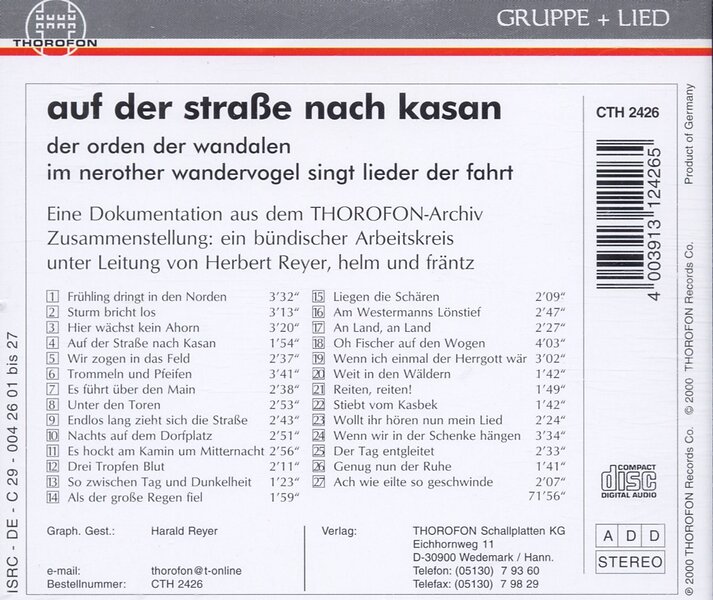 THOROFON
GRUPPE + LIED
auf der straße nach kasan
der orden der wandalen
im nerother wandervogel singt lieder der fahrt
Eine Dokumentation aus dem THOROFON-Archiv
Zusammenstellung: ein bündischer Arbeitskreis
unter Leitung von Herbert Reyer, helm und fräntz
1 Frühling dringt in den Norden 3’32“
2 Sturm bricht los 3’13“
3 Hier wächst kein Ahorn 3’20“
4 Auf der Straße nach Kasan 1’54“
5 Wir zogen in das Feld 2’37“
6 Trommeln und Pfeifen 3’41“
7 Es führt über den Main 2’38“
8 Unter den Toren 2’53“
9 Endlos lang zieht sich die Straße 2’43“
10 Nachts auf dem Dorfplatz 2’51“
11 Es hockt am Kamin um Mitternacht 2’56“
12 Drei Tropfen Blut 2’11“
13 So zwischen Tag und Dunkelheit 1’23“
14 Als der große Regen fiel 1’59“
15 Liegen die Schären 2’09“
16 Am Westermanns Lönstief 2’47“
17 An Land, an Land 2’27“
18 Oh Fischer auf den Wogen 4’03“
19 Wenn ich einmal der Herrgott wär 3’02“
20 Weit in den Wäldern 1’42“
21 Reiten, reiten! 1’49“
22 Stiebt vom Kasbek 1’42“
23 Wollt ihr hören nun mein Lied 2’24“
24 Wenn wir in der Schenke hängen 3’34“
25 Der Tag entgleitet 2’33“
26 Genug nun der Ruhe 1’41“
27 Ach wie eilte so geschwinde 2’07“
71’56“
Graph. Gest.: Harald Reyer
e-mail: thorofon@t-online
Bestellnummer: CTH 2426
Verlag: THOROFON Schallplatten KG
Eichhornweg 11
D-30900 Wedemark / Hann.
Telefon: (05130) 7 93 60
Telefax: (05130) 7 98 29
CTH 2426
4 003913 124265
COMPACT
disc
DIGITAL AUDIO
A D D
STEREO
ISRC - DE - C 29 - 004 26 01 bis 27
Product of Germany
© 2000 THOROFON Records Co.
℗ 2000 THOROFON Records Co.